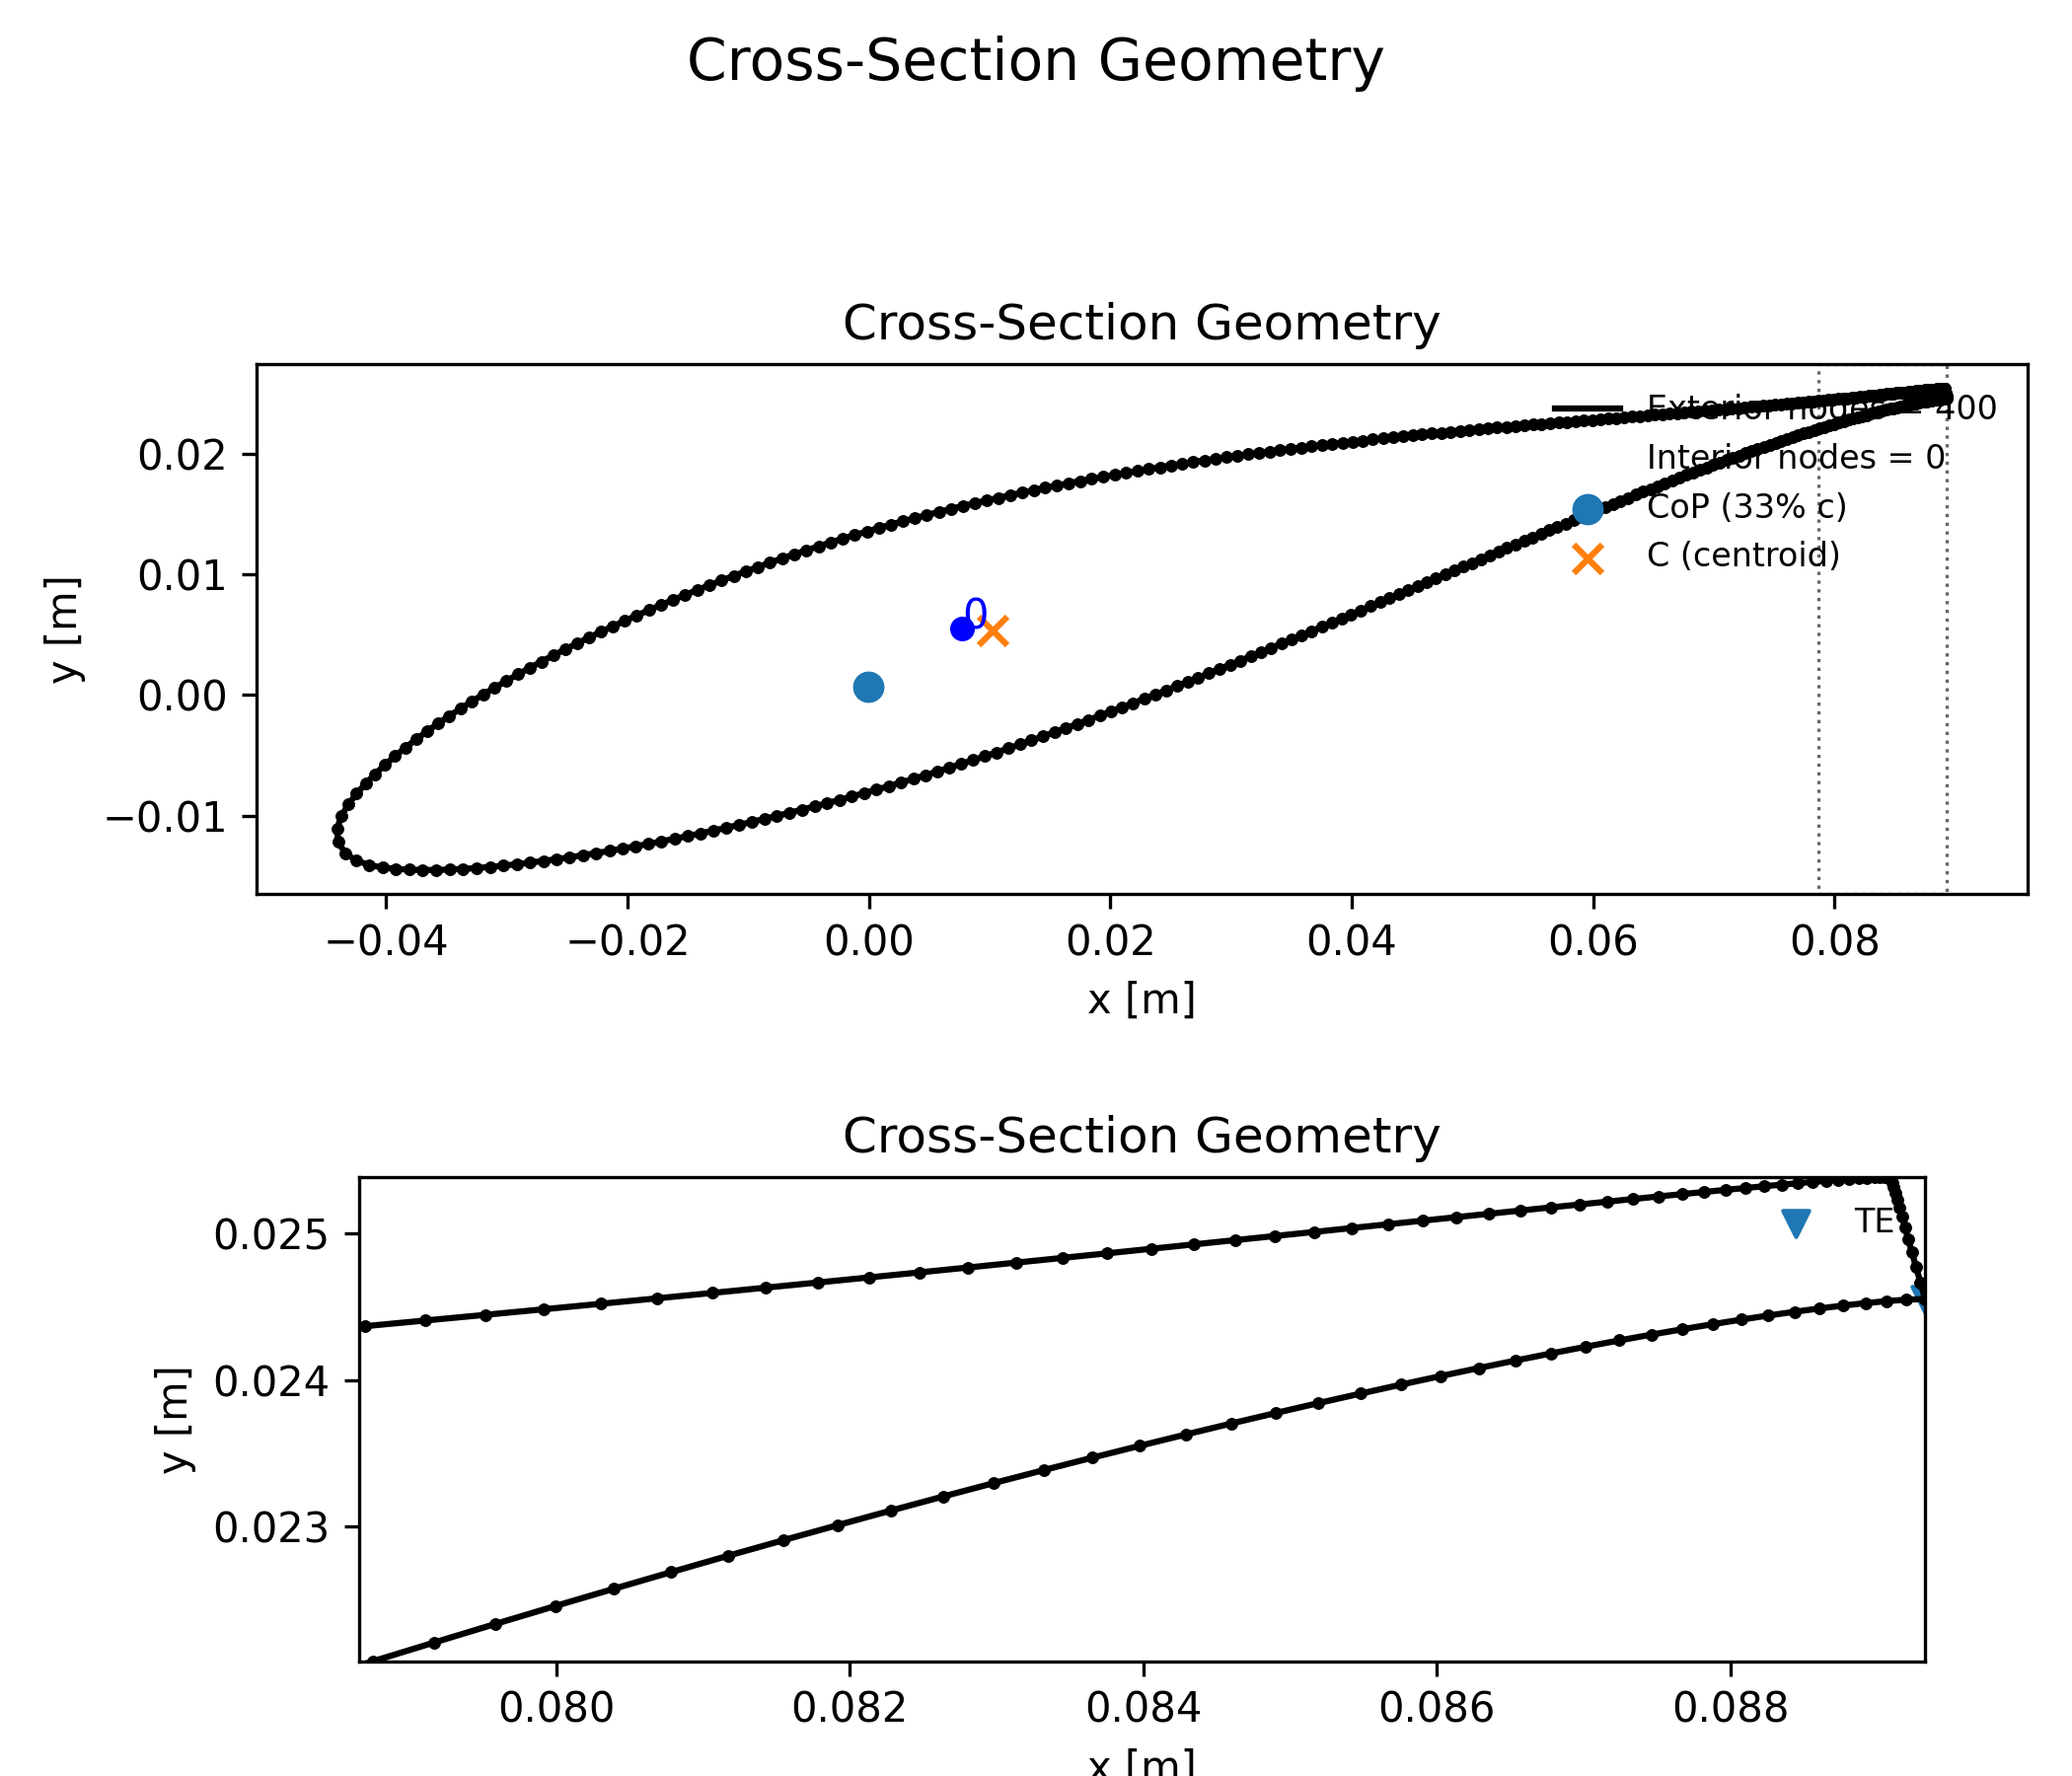 Cross-Section Geometry
Cross-Section Geometry
y [m]
0.02
0.01
0.00
−0.01
Exterior nodes = 400
Interior nodes = 0
CoP (33% c)
C (centroid)
0
−0.04 −0.02 0.00 0.02 0.04 0.06 0.08
x [m]
Cross-Section Geometry
y [m]
0.025
0.024
0.023
TE
0.080 0.082 0.084 0.086 0.088
x [m]